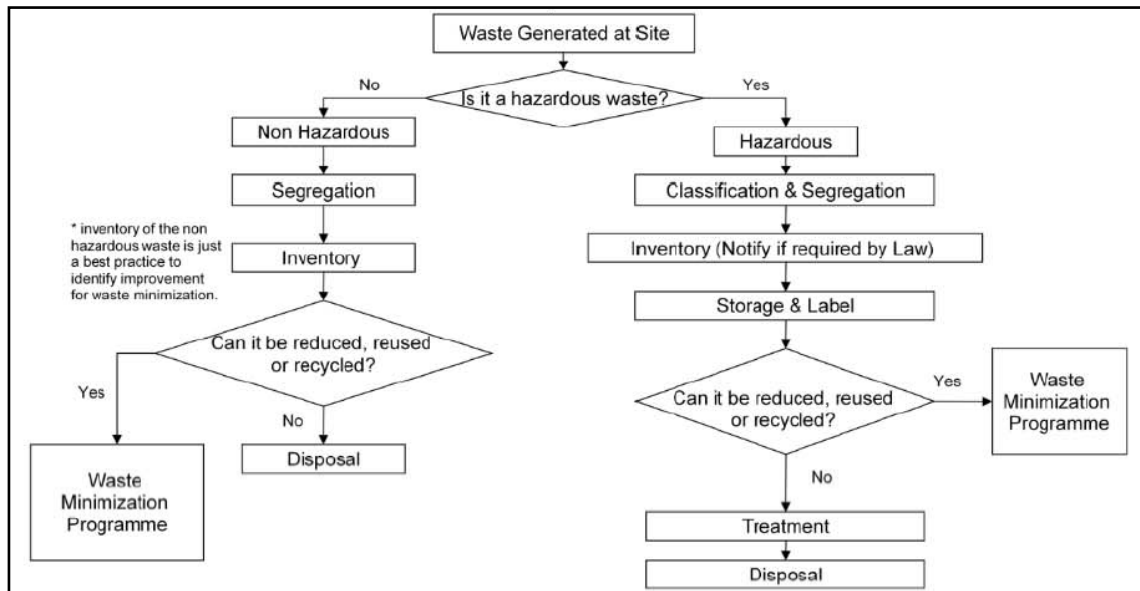 Waste Generated at Site
Is it a hazardous waste?
No
Yes
Non Hazardous
Hazardous
Segregation
Classification & Segregation
* inventory of the non
hazardous waste is just
a best practice to
identify improvement
for waste minimization.
Inventory
Inventory (Notify if required by Law)
Storage & Label
Can it be reduced, reused
or recycled?
Yes
No
Waste
Minimization
Programme
Disposal
Can it be reduced, reused
or recycled?
Yes
Waste
Minimization
Programme
No
Treatment
Disposal